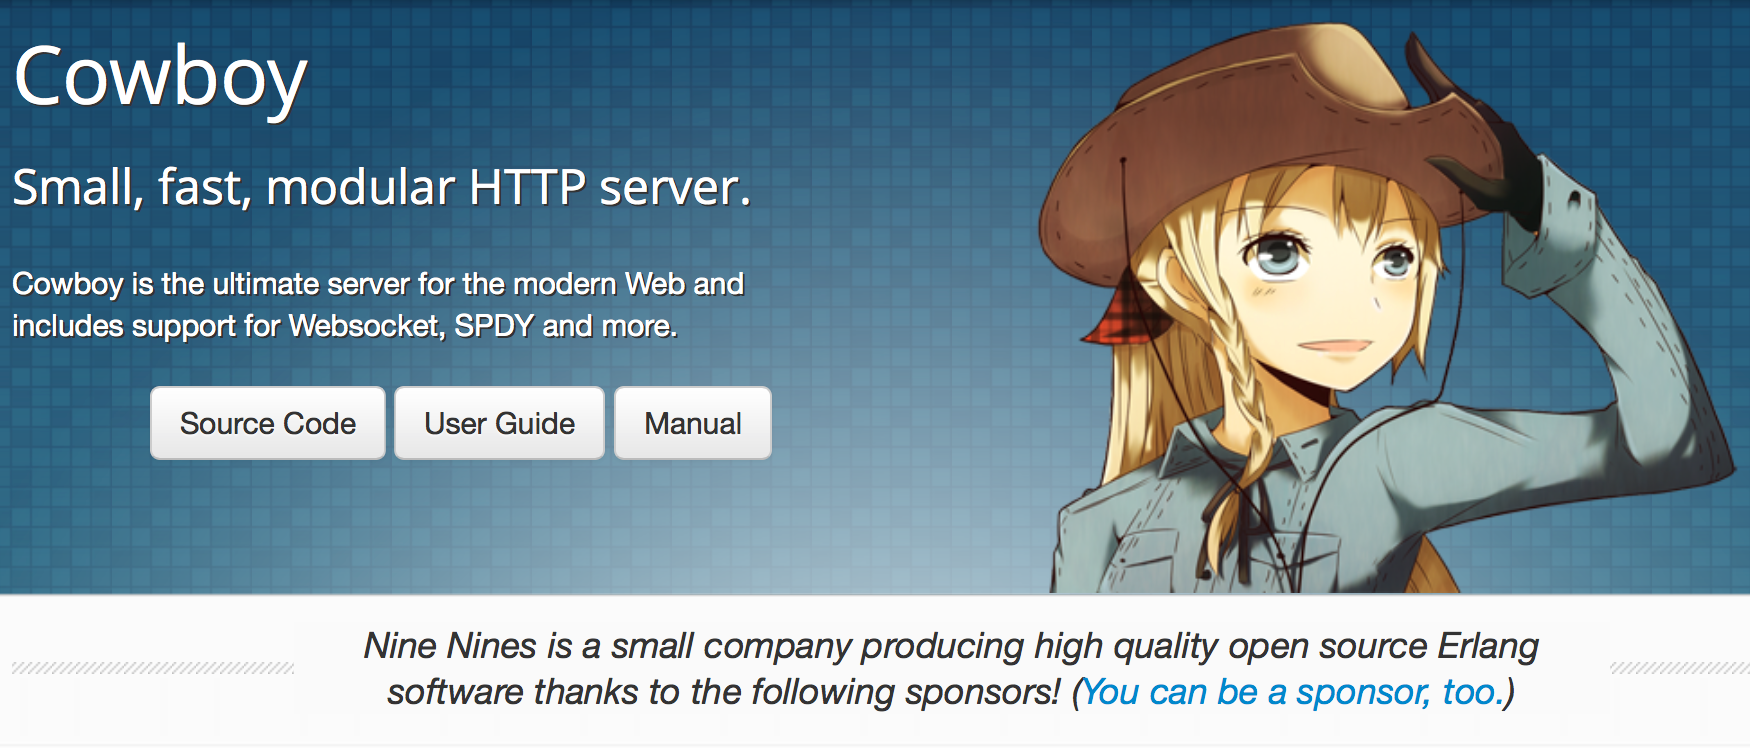 Cowboy
Small, fast, modular HTTP server.
Cowboy is the ultimate server for the modern Web and
includes support for Websocket, SPDY and more.
Source Code
User Guide
Manual
Nine Nines is a small company producing high quality open source Erlang
software thanks to the following sponsors! (You can be a sponsor, too.)